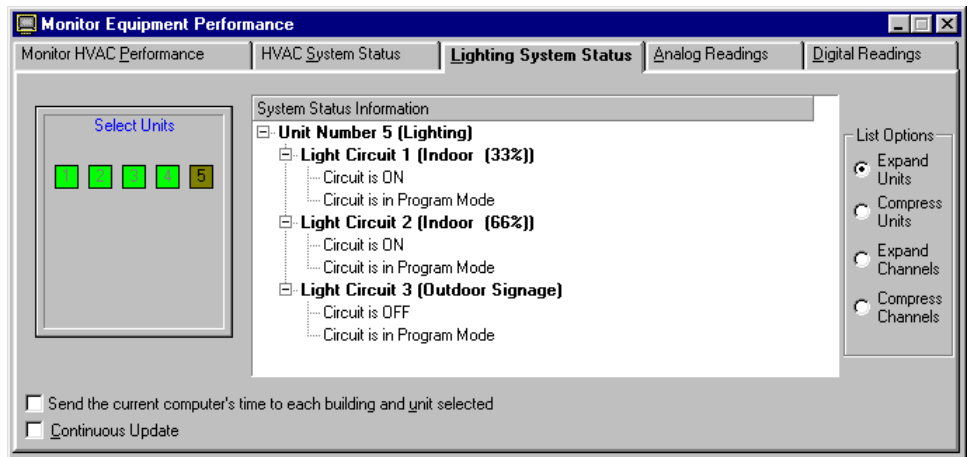 Monitor Equipment Performance
Monitor HVAC Performance
HVAC System Status
Lighting System Status
Analog Readings
Digital Readings
Select Units
1 2 3 4 5
System Status Information
Unit Number 5 (Lighting)
Light Circuit 1 (Indoor (33%))
Circuit is ON
Circuit is in Program Mode
Light Circuit 2 (Indoor (66%))
Circuit is ON
Circuit is in Program Mode
Light Circuit 3 (Outdoor Signage)
Circuit is OFF
Circuit is in Program Mode
List Options
Expand
Units
Compress
Units
Expand
Channels
Compress
Channels
Send the current computer's time to each building and unit selected
Continuous Update